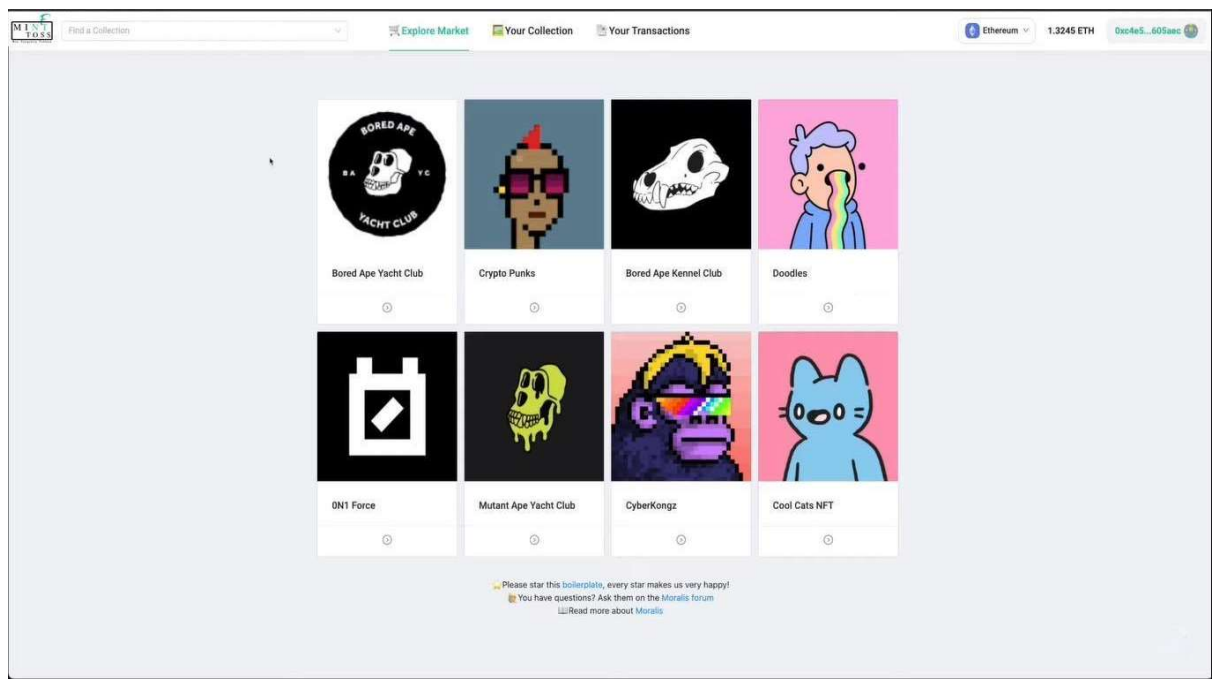 MINT
TOSS
Find a Collection
Explore Market
Your Collection
Your Transactions
Ethereum
1.3245 ETH
0xc4e5...605aec
BORED APE
BA YC
YACHT CLUB
Bored Ape Yacht Club
Crypto Punks
Bored Ape Kennel Club
Doodles
0N1 Force
Mutant Ape Yacht Club
CyberKongz
Cool Cats NFT
Please star this boilerplate, every star makes us very happy!
You have questions? Ask them on the Moralis forum
Read more about Moralis